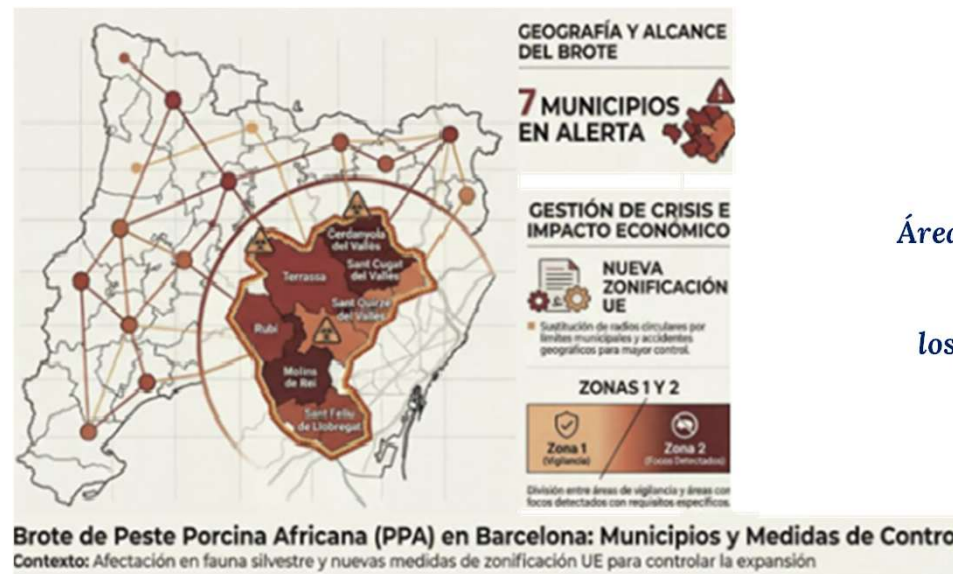 GEOGRAFÍA Y ALCANCE
DEL BROTE
7 MUNICIPIOS
EN ALERTA
GESTIÓN DE CRISIS E
IMPACTO ECONÓMICO
NUEVA
ZONIFICACIÓN
UE
Sustitución de radios circulares por
límites municipales y accidentes
geográficos para mayor control.
ZONAS 1 Y 2
Zona 1
(Vigilancia)
Zona 2
(Focos Detectados)
División entre áreas de vigilancia y áreas con
focos detectados con requisitos específicos.
Cerdanyola
del Vallès
Sant Cugat
del Vallès
Terrassa
Sant Quirze
del Vallès
Rubí
Molins
de Rei
Sant Feliu
de Llobregat
Área
los
Brote de Peste Porcina Africana (PPA) en Barcelona: Municipios y Medidas de Contro
Contexto: Afectación en fauna silvestre y nuevas medidas de zonificación UE para controlar la expansión